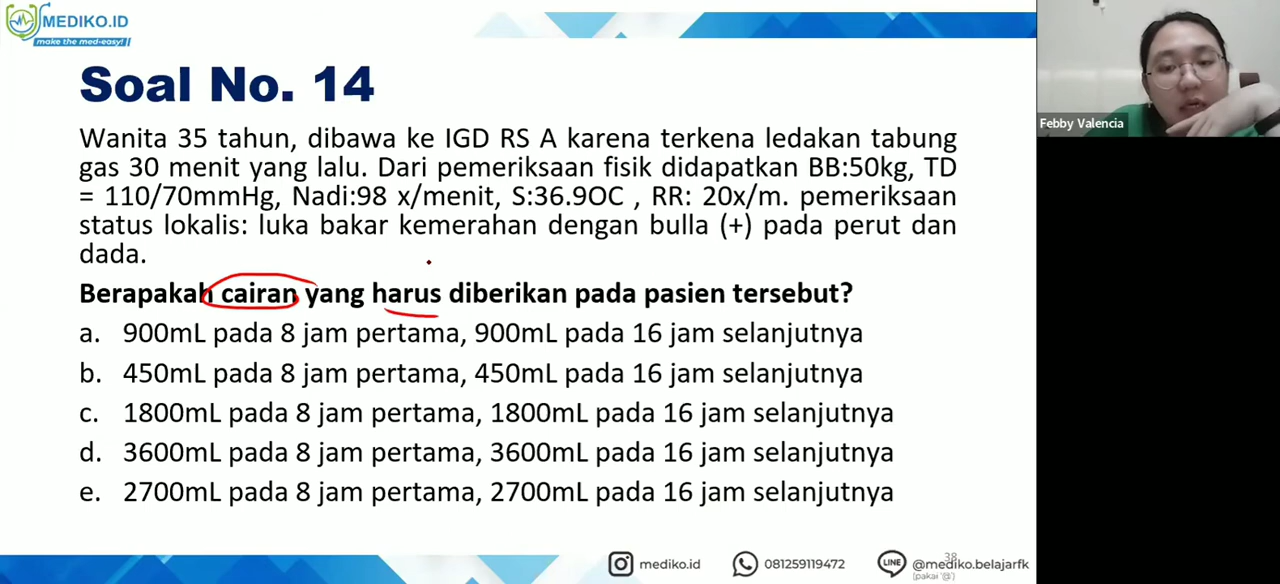 MEDIKO.ID
make the med-easy!
Soal No. 14
Wanita 35 tahun, dibawa ke IGD RS A karena terkena ledakan tabung
gas 30 menit yang lalu. Dari pemeriksaan fisik didapatkan BB:50kg, TD
= 110/70mmHg, Nadi:98 x/menit, S:36.9OC , RR: 20x/m. pemeriksaan
status lokalis: luka bakar kemerahan dengan bulla (+) pada perut dan
dada.
Berapakah cairan yang harus diberikan pada pasien tersebut?
a. 900mL pada 8 jam pertama, 900mL pada 16 jam selanjutnya
b. 450mL pada 8 jam pertama, 450mL pada 16 jam selanjutnya
c. 1800mL pada 8 jam pertama, 1800mL pada 16 jam selanjutnya
d. 3600mL pada 8 jam pertama, 3600mL pada 16 jam selanjutnya
e. 2700mL pada 8 jam pertama, 2700mL pada 16 jam selanjutnya
mediko.id
081259119472
LINE
@mediko.belajarfk
(pakai '@')
38
Febby Valencia